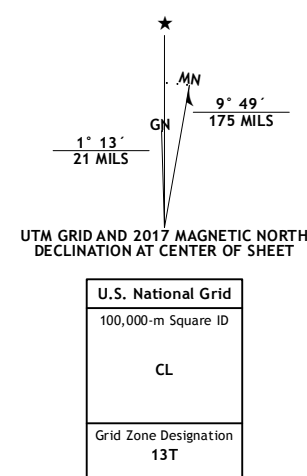 ★
MN
GN
9° 49´
175 MILS
1° 13´
21 MILS
UTM GRID AND 2017 MAGNETIC NORTH
DECLINATION AT CENTER OF SHEET
U.S. National Grid
100,000-m Square ID
CL
Grid Zone Designation
13T